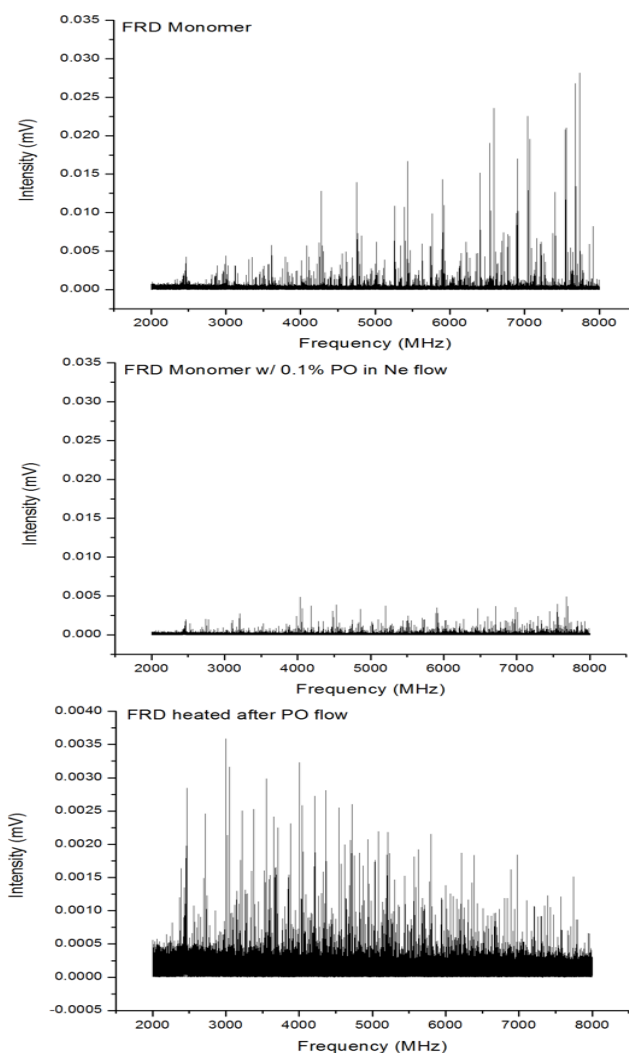 FRD Monomer
0.035
0.030
0.025
0.020
0.015
0.010
0.005
0.000
Intensity (mV)
2000 3000 4000 5000 6000 7000 8000
Frequency (MHz)
FRD Monomer w/ 0.1% PO in Ne flow
0.035
0.030
0.025
0.020
0.015
0.010
0.005
0.000
Intensity (mV)
2000 3000 4000 5000 6000 7000 8000
Frequency (MHz)
FRD heated after PO flow
0.0040
0.0035
0.0030
0.0025
0.0020
0.0015
0.0010
0.0005
0.0000
-0.0005
Intensity (mV)
2000 3000 4000 5000 6000 7000 8000
Frequency (MHz)